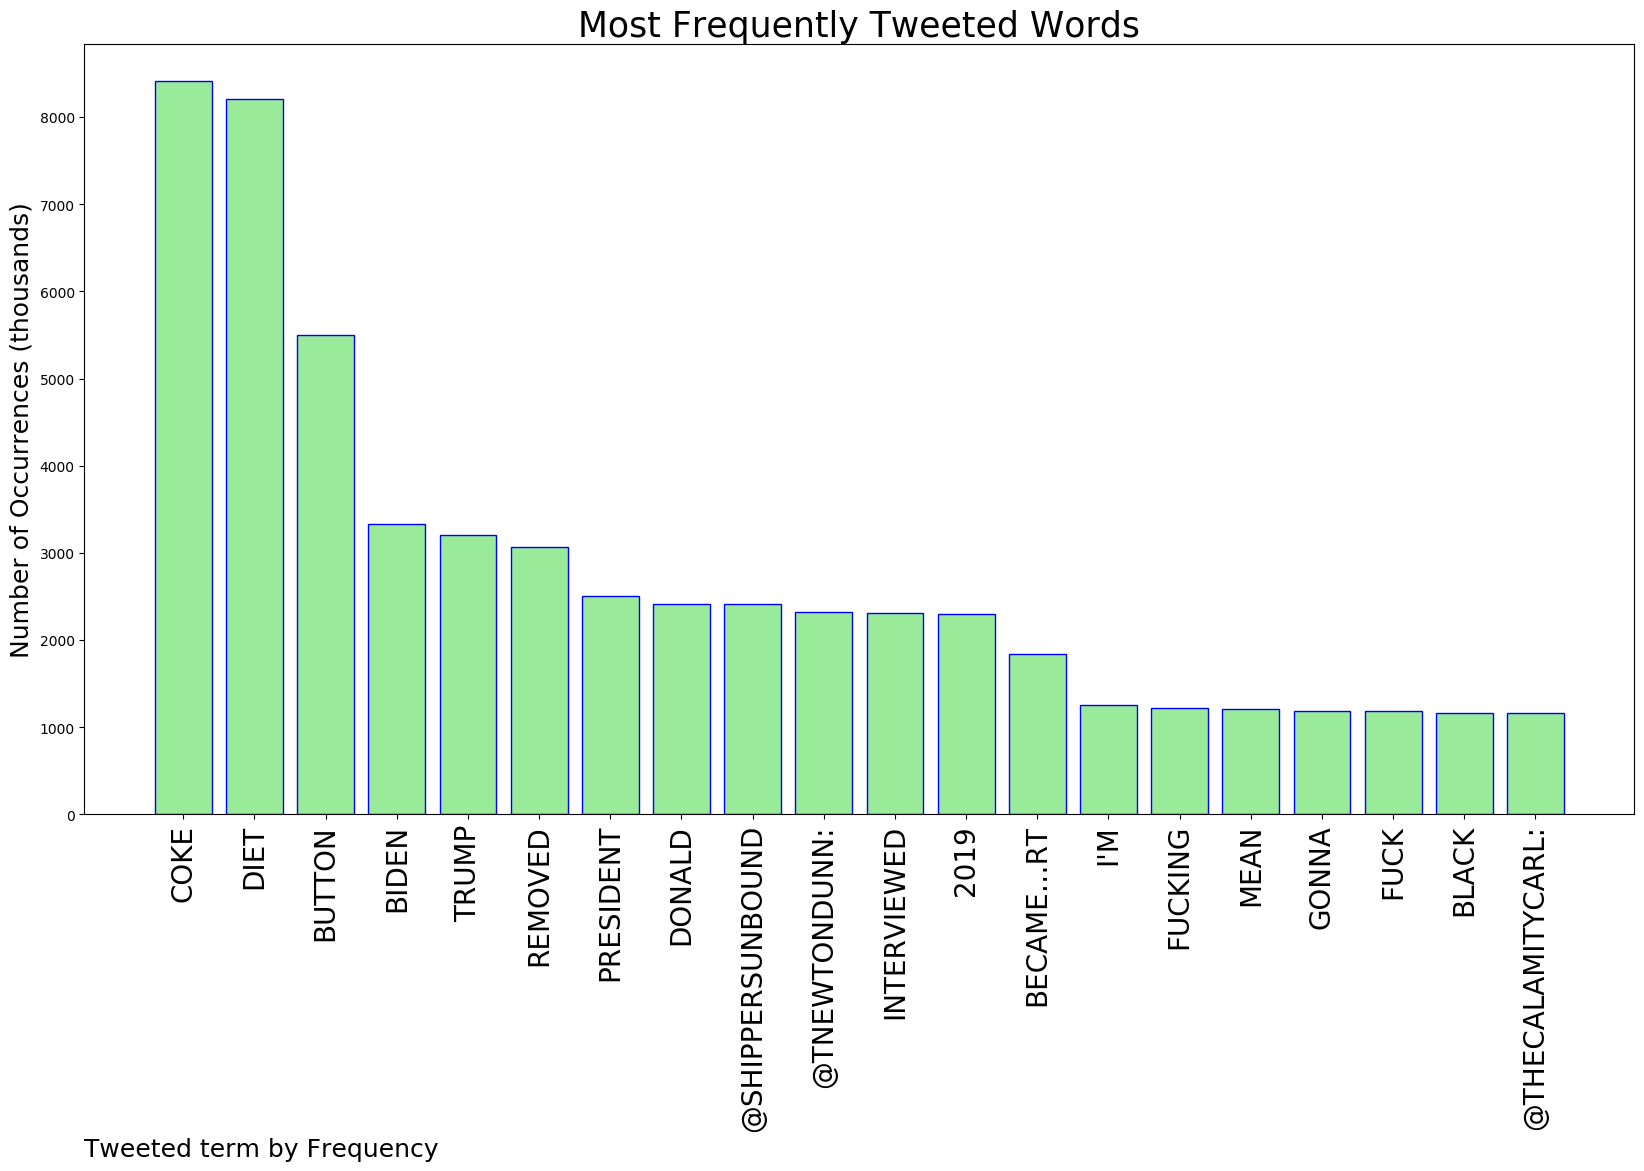 Most Frequently Tweeted Words
Number of Occurrences (thousands)
8000
7000
6000
5000
4000
3000
2000
1000
0
COKE
DIET
BUTTON
BIDEN
TRUMP
REMOVED
PRESIDENT
DONALD
@SHIPPERSUNBOUND
@TNEWTONDUNN:
INTERVIEWED
2019
BECAME...RT
I'M
FUCKING
MEAN
GONNA
FUCK
BLACK
@THECALAMITYCARL:
Tweeted term by Frequency